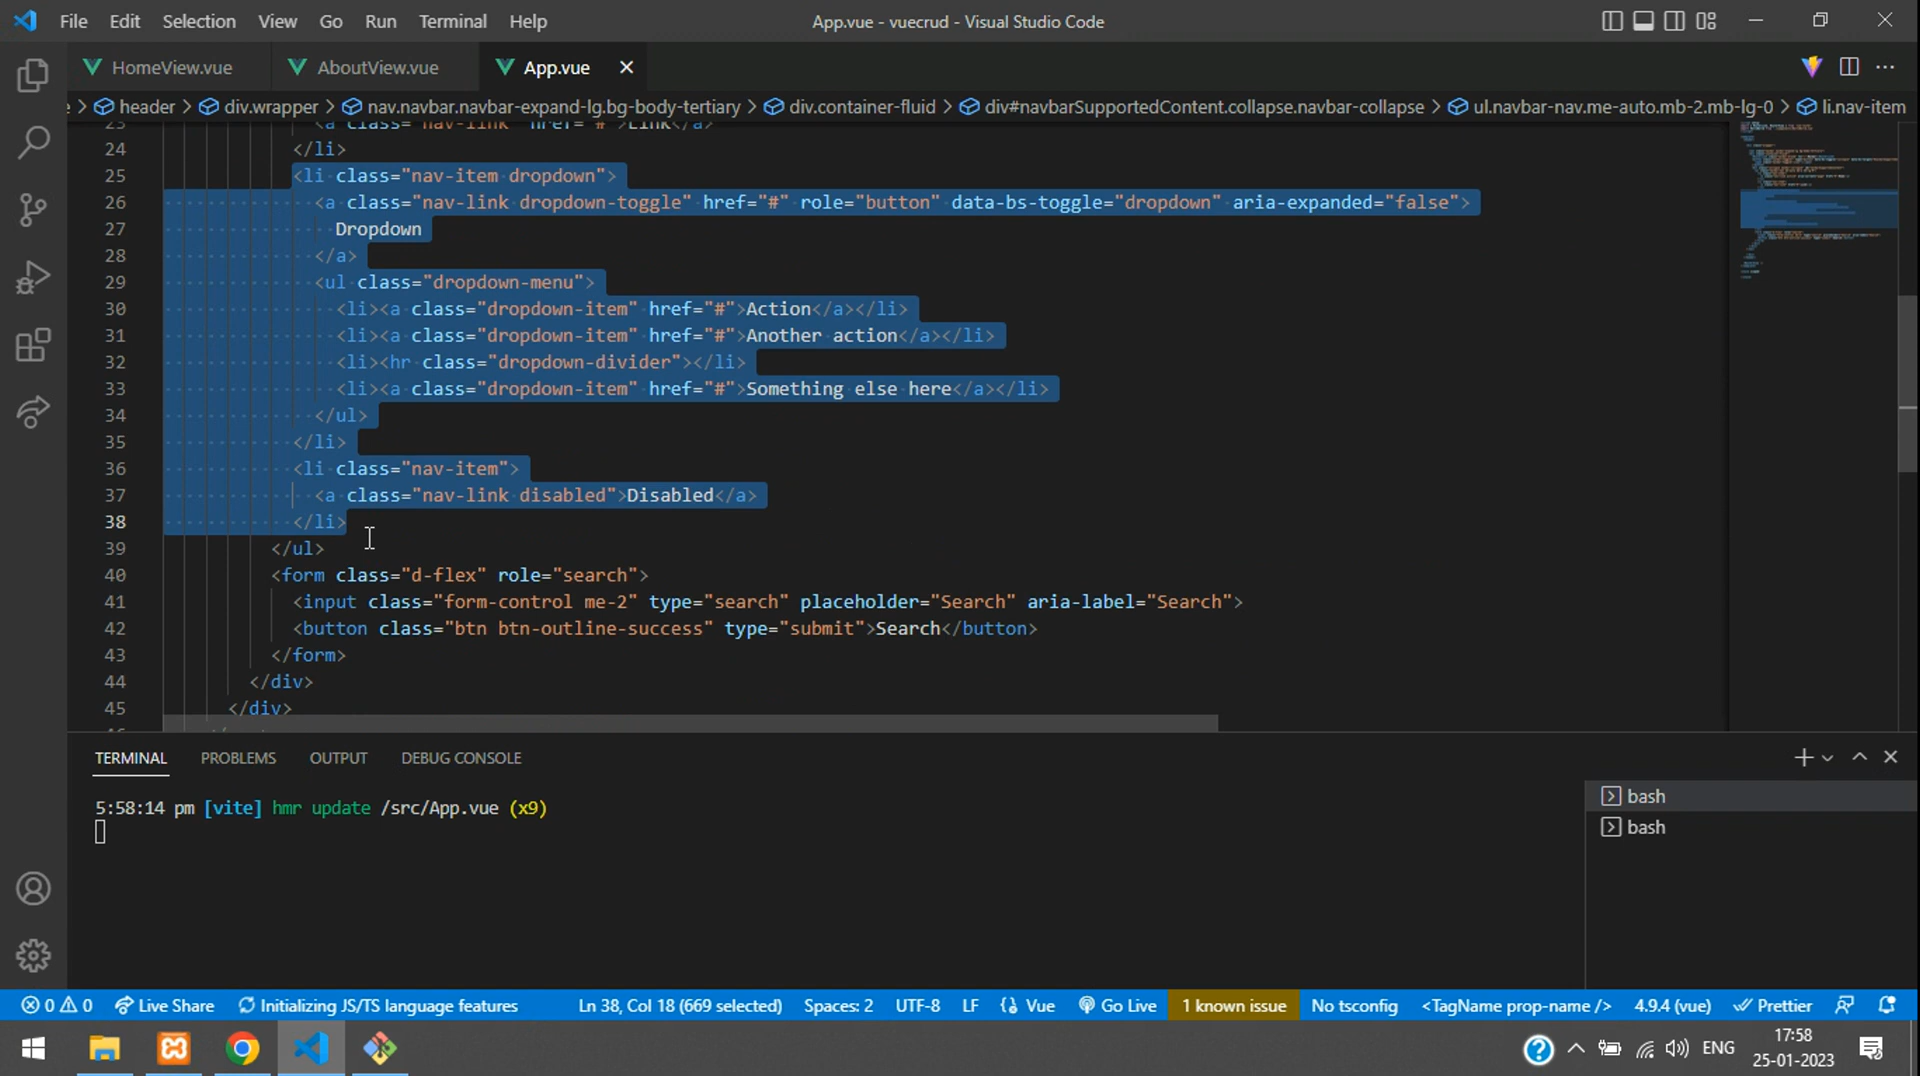 File Edit Selection View Go Run Terminal Help App.vue - vuecrud - Visual Studio Code
HomeView.vue AboutView.vue App.vue
e > header > div.wrapper > nav.navbar.navbar-expand-lg.bg-body-tertiary > div.container-fluid > div#navbarSupportedContent.collapse.navbar-collapse > ul.navbar-nav.me-auto.mb-2.mb-lg-0 > li.nav-item
23 <a class="nav-link" href="#">Link</a>
24 </li>
25 <li class="nav-item dropdown">
26 <a class="nav-link dropdown-toggle" href="#" role="button" data-bs-toggle="dropdown" aria-expanded="false">
27 Dropdown
28 </a>
29 <ul class="dropdown-menu">
30 <li><a class="dropdown-item" href="#">Action</a></li>
31 <li><a class="dropdown-item" href="#">Another action</a></li>
32 <li><hr class="dropdown-divider"></li>
33 <li><a class="dropdown-item" href="#">Something else here</a></li>
34 </ul>
35 </li>
36 <li class="nav-item">
37 <a class="nav-link disabled">Disabled</a>
38 </li>
39 </ul>
40 <form class="d-flex" role="search">
41 <input class="form-control me-2" type="search" placeholder="Search" aria-label="Search">
42 <button class="btn btn-outline-success" type="submit">Search</button>
43 </form>
44 </div>
45 </div>
TERMINAL PROBLEMS OUTPUT DEBUG CONSOLE
5:58:14 pm [vite] hmr update /src/App.vue (x9)
bash
bash
0 0 Live Share Initializing JS/TS language features Ln 38, Col 18 (669 selected) Spaces: 2 UTF-8 LF {} Vue Go Live 1 known issue No tsconfig <TagName prop-name /> 4.9.4 (vue) Prettier
ENG 17:58
25-01-2023